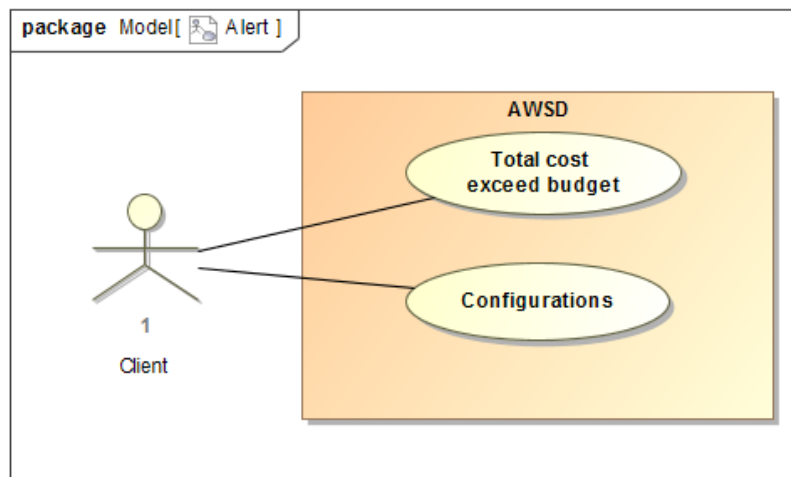 package Model[ Alert ]
AWSD
Total cost
exceed budget
Configurations
1
Client